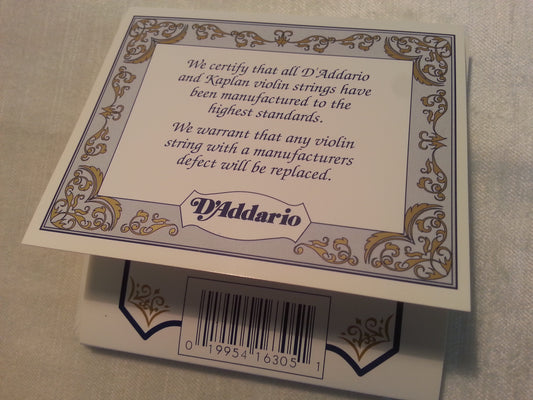 We certify that all D'Addario
and Kaplan violin strings have
been manufactured to the
highest standards.
We warrant that any violin
string with a manufacturers
defect will be replaced.
D'Addario
0 19954 16305 1